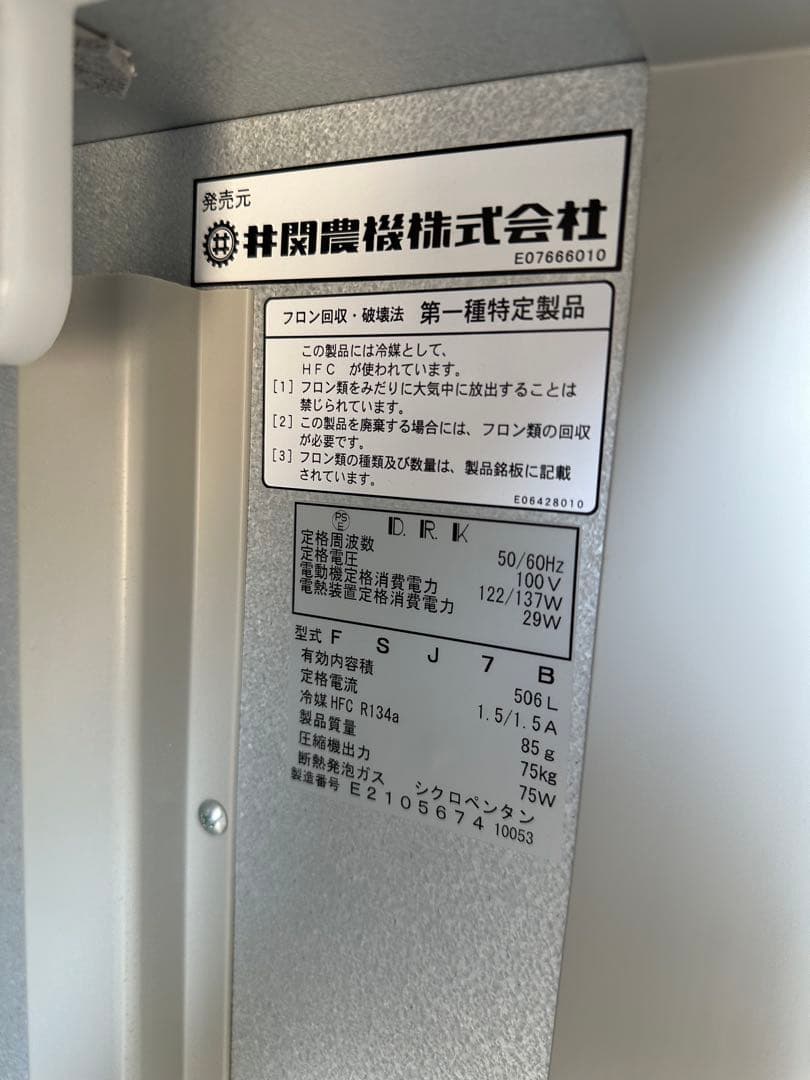 発売元
井関農機株式会社
E07666010
フロン回収・破壊法 第一種特定製品
この製品には冷媒として、
HFC が使われています。
[1] フロン類をみだりに大気中に放出することは
禁じられています。
[2] この製品を廃棄する場合には、フロン類の回収
が必要です。
[3] フロン類の種類及び数量は、製品銘板に記載
されています。
E06428010
PS E D.R.K
定格周波数 50/60Hz
定格電圧 100V
電動機定格消費電力 122/137W
電熱装置定格消費電力 29W
型式 FSJ7B
有効内容積 506L
定格電流 1.5/1.5A
冷媒 HFC R134a 85g
製品質量 75kg
圧縮機出力 75W
断熱発泡ガス シクロペンタン
製造番号 E2105674 10053